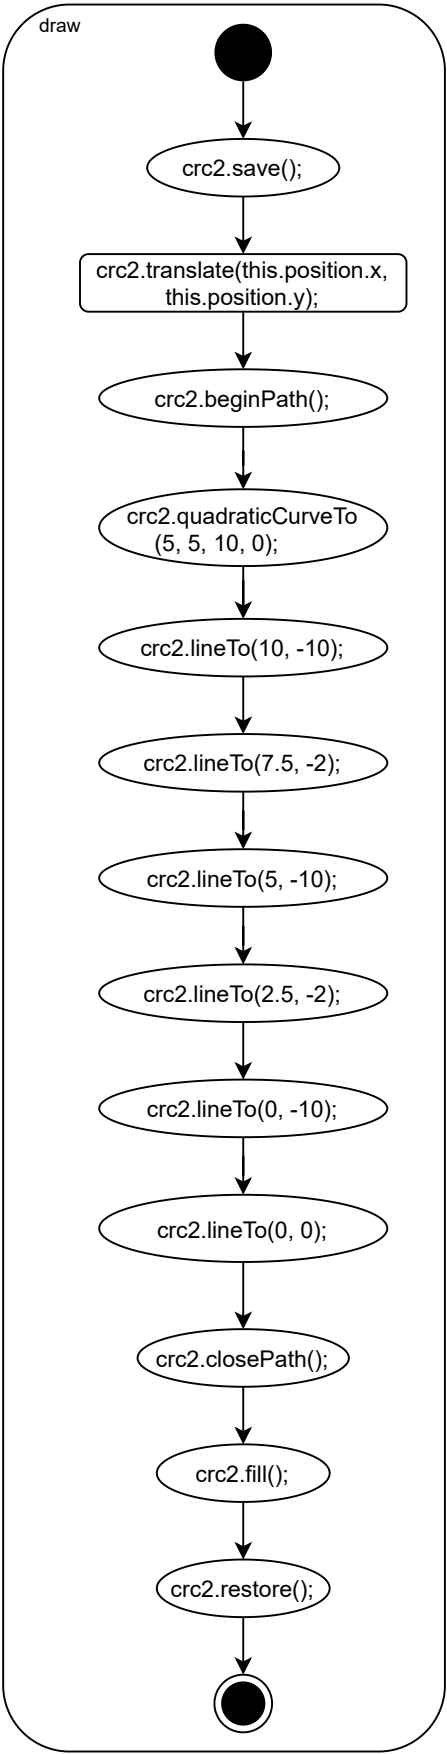 draw
crc2.save();
crc2.translate(this.position.x,
this.position.y);
crc2.beginPath();
crc2.quadraticCurveTo
(5, 5, 10, 0);
crc2.lineTo(10, -10);
crc2.lineTo(7.5, -2);
crc2.lineTo(5, -10);
crc2.lineTo(2.5, -2);
crc2.lineTo(0, -10);
crc2.lineTo(0, 0);
crc2.closePath();
crc2.fill();
crc2.restore();